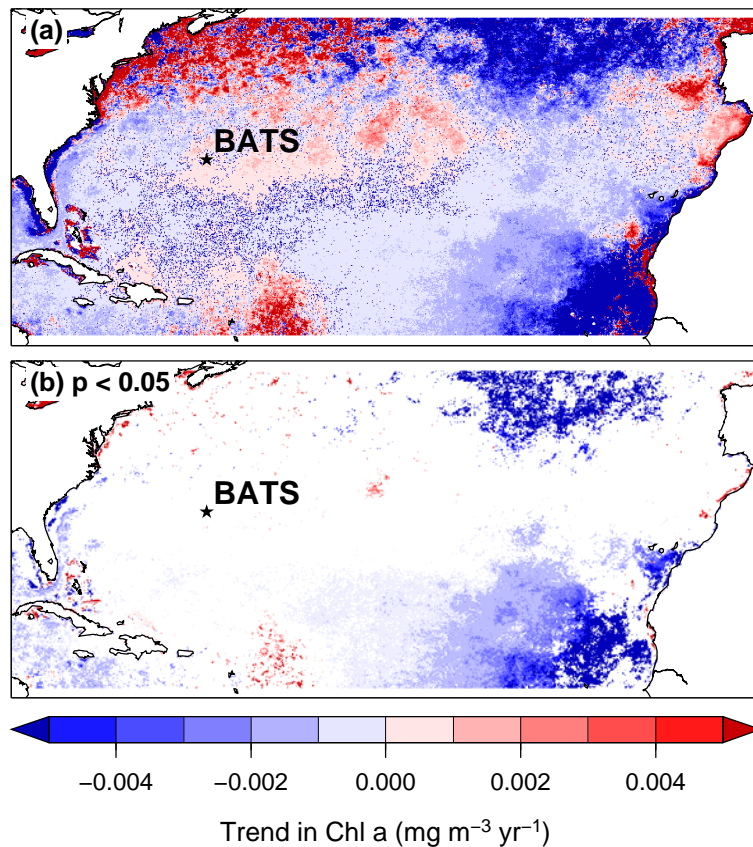 (a)
BATS
(b) p < 0.05
BATS
−0.004 −0.002 0.000 0.002 0.004
Trend in Chl a (mg m⁻³ yr⁻¹)